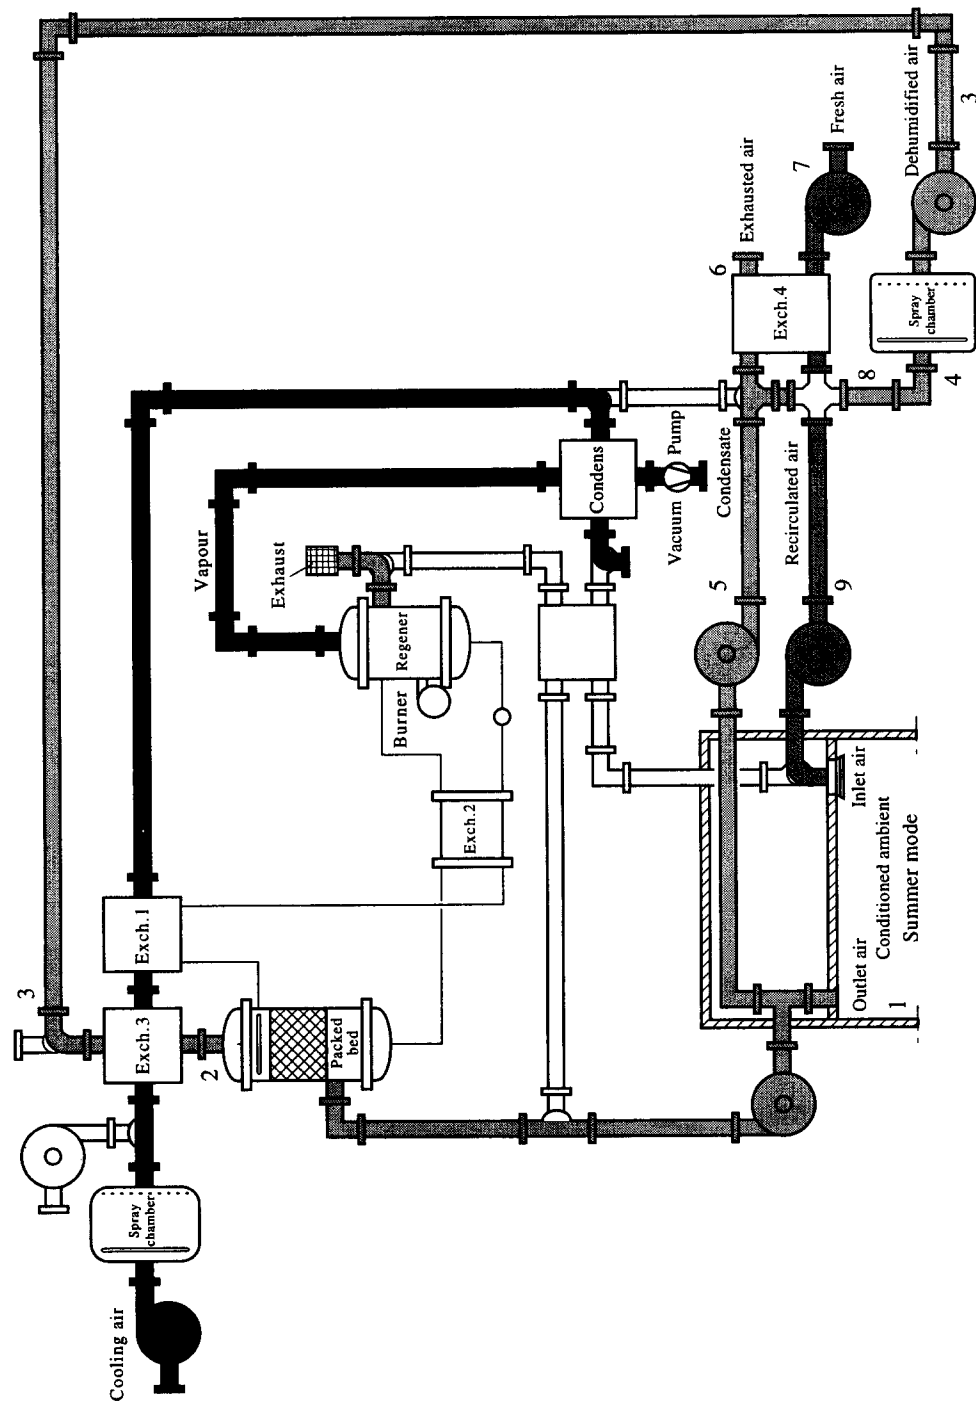 Cooling air
Spray
chamber
Exch.3
Exch.1
3
2
Packed
bed
Exch.2
Burner
Regener
Vapour
Exhaust
Condens
Vacuum
Pump
Condensate
Recirculated air
5
9
Exch.4
6
Exhausted air
7
Fresh air
8
4
Spray
chamber
Dehumidified air
3
1
Outlet air
Inlet air
Conditioned ambient
Summer mode